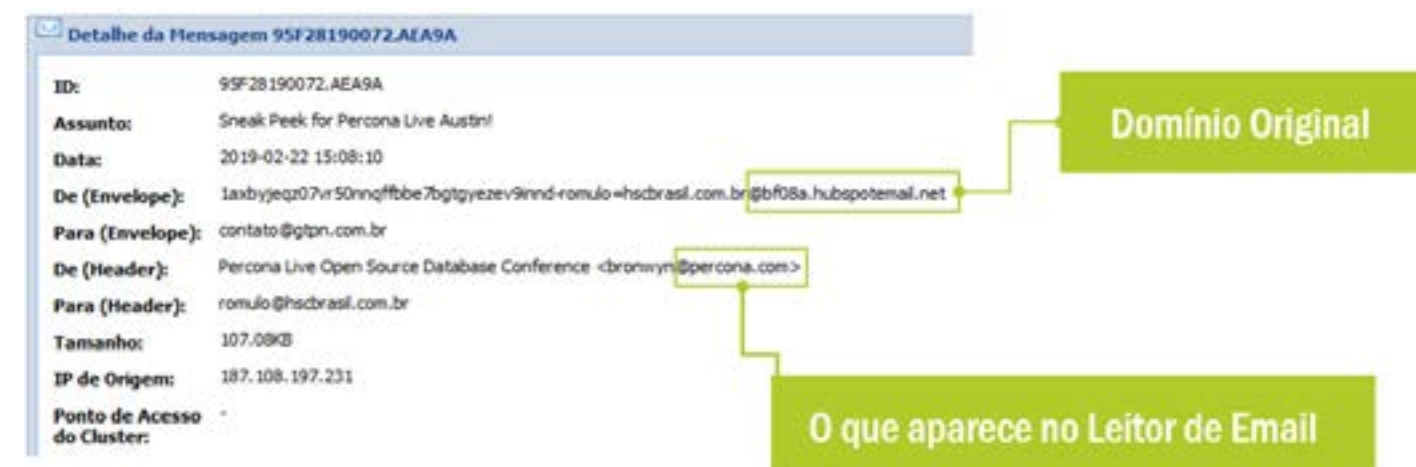 Detalhe da Mensagem 95F28190072.AEA9A
ID: 95F28190072.AEA9A
Assunto: Sneak Peek for Percona Live Austin!
Data: 2019-02-22 15:08:10
De (Envelope): 1axbyjeqz07vr50nnqffbbe7bgtgyezev9innd-romulo=hscbrasil.com.br@bf08a.hubspotemail.net
Para (Envelope): contato@gtpn.com.br
De (Header): Percona Live Open Source Database Conference <bronwyn@percona.com>
Para (Header): romulo@hscbrasil.com.br
Tamanho: 107.08KB
IP de Origem: 187.108.197.231
Ponto de Acesso -
do Cluster:
Domínio Original
O que aparece no Leitor de Email